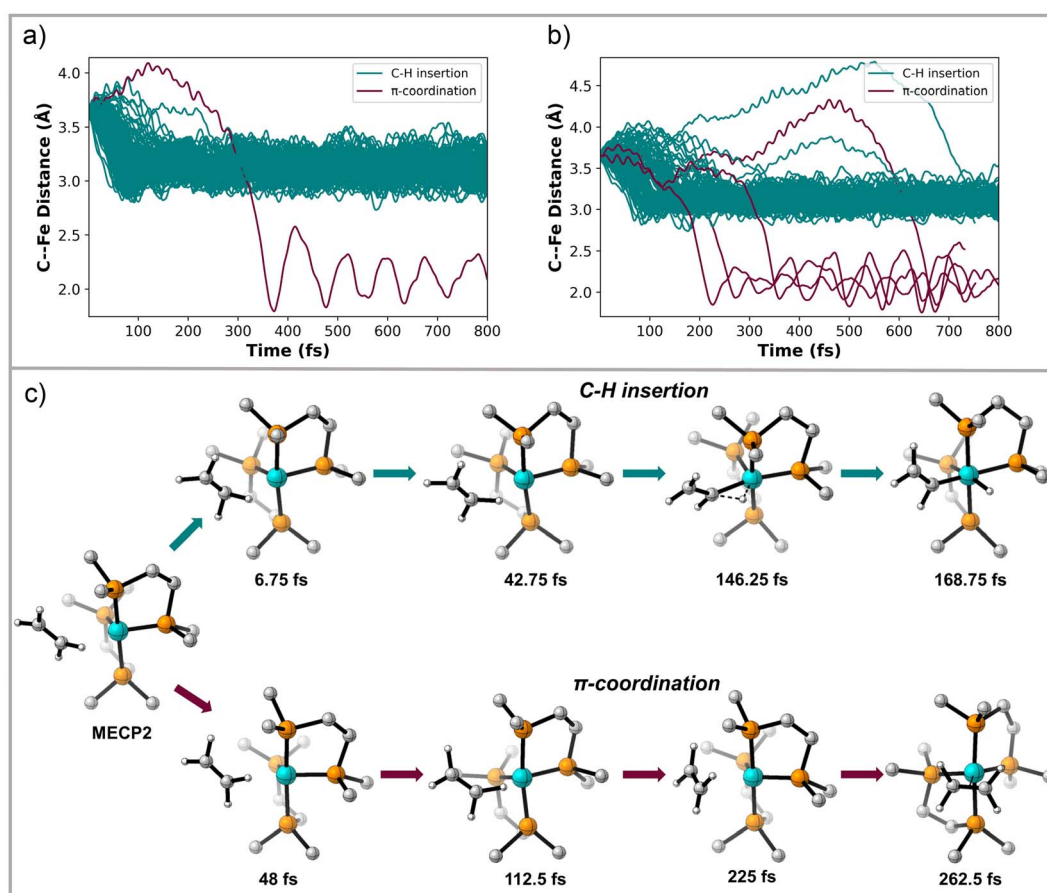 a)
C--Fe Distance (Å)
4.0
3.5
3.0
2.5
2.0
C-H insertion
π-coordination
100 200 300 400 500 600 700 800
Time (fs)
b)
C--Fe Distance (Å)
4.5
4.0
3.5
3.0
2.5
2.0
C-H insertion
π-coordination
100 200 300 400 500 600 700 800
Time (fs)
c)
C-H insertion
6.75 fs
42.75 fs
146.25 fs
168.75 fs
MECP2
π-coordination
48 fs
112.5 fs
225 fs
262.5 fs